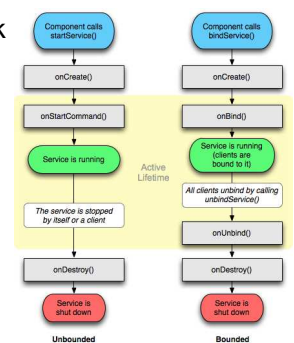 k
Component calls
startService()
onCreate()
onStartCommand()
Service is running
The service is stopped
by itself or a client
onDestroy()
Service is
shut down
Unbounded
Active
Lifetime
Component calls
bindService()
onCreate()
onBind()
Service is running
(clients are
bound to it)
All clients unbind by calling
unbindService()
onUnbind()
onDestroy()
Service is
shut down
Bounded